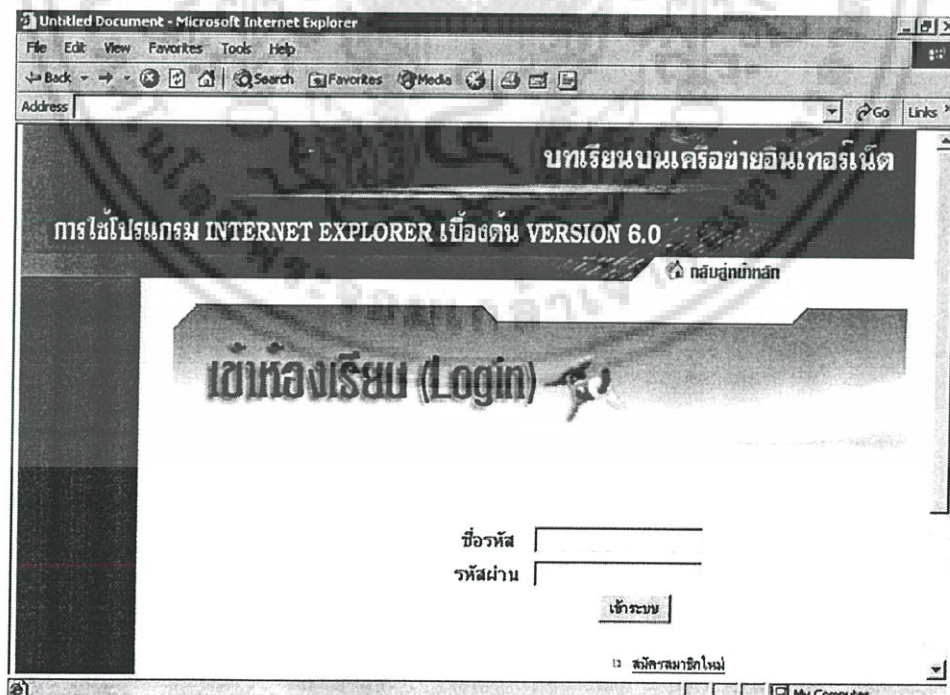 Untitled Document - Microsoft Internet Explorer
File Edit View Favorites Tools Help
Back Search Favorites Media
Address Go Links
บทเรียนบนเครือข่ายอินเทอร์เน็ต
การใช้โปรแกรม INTERNET EXPLORER เบื้องต้น VERSION 6.0
กลับสู่หน้าหลัก
เข้าห้องเรียน (Login)
ชื่อรหัส
รหัสผ่าน
เข้าระบบ
สมัครสมาชิกใหม่
My Computer